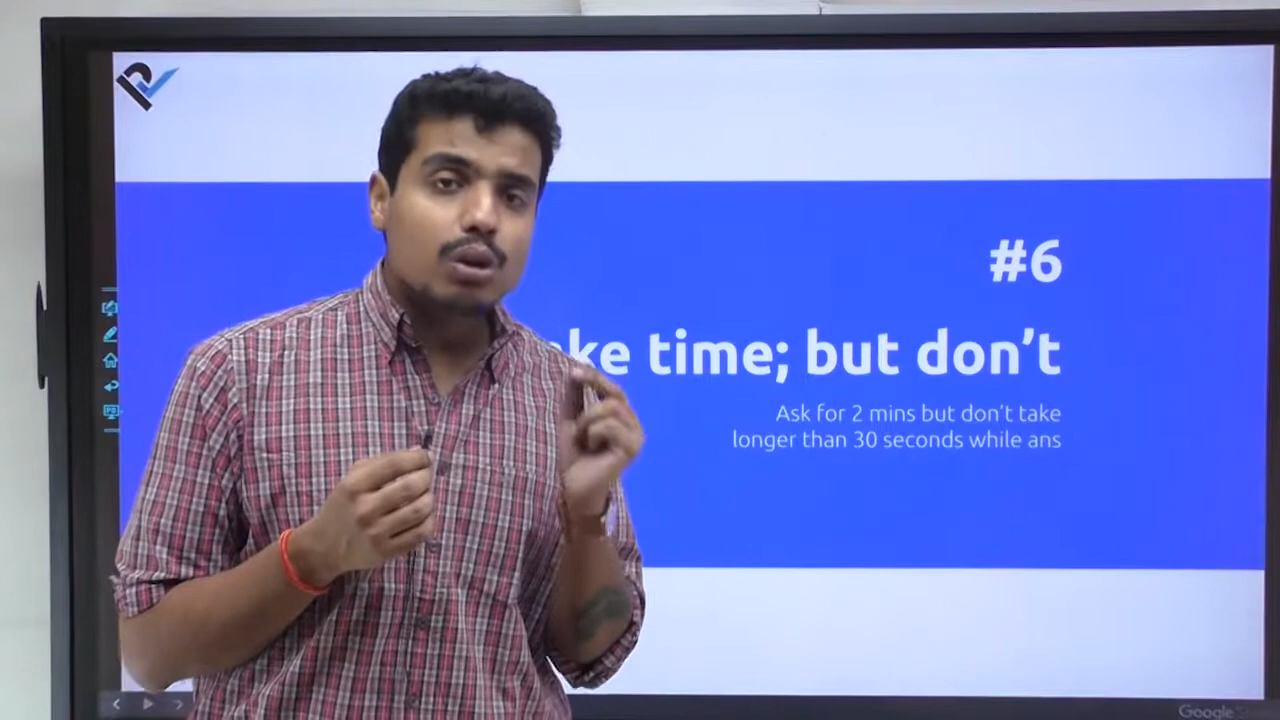 #6
ke time; but don't
Ask for 2 mins but don't take
longer than 30 seconds while ans
Google